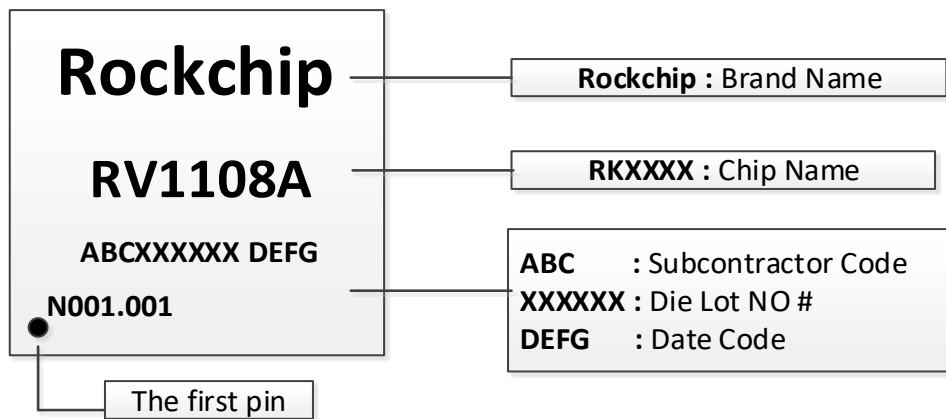 Rockchip
RV1108A
ABCXXXXXX DEFG
N001.001
The first pin
Rockchip : Brand Name
RKXXXX : Chip Name
ABC : Subcontractor Code
XXXXXX : Die Lot NO #
DEFG : Date Code